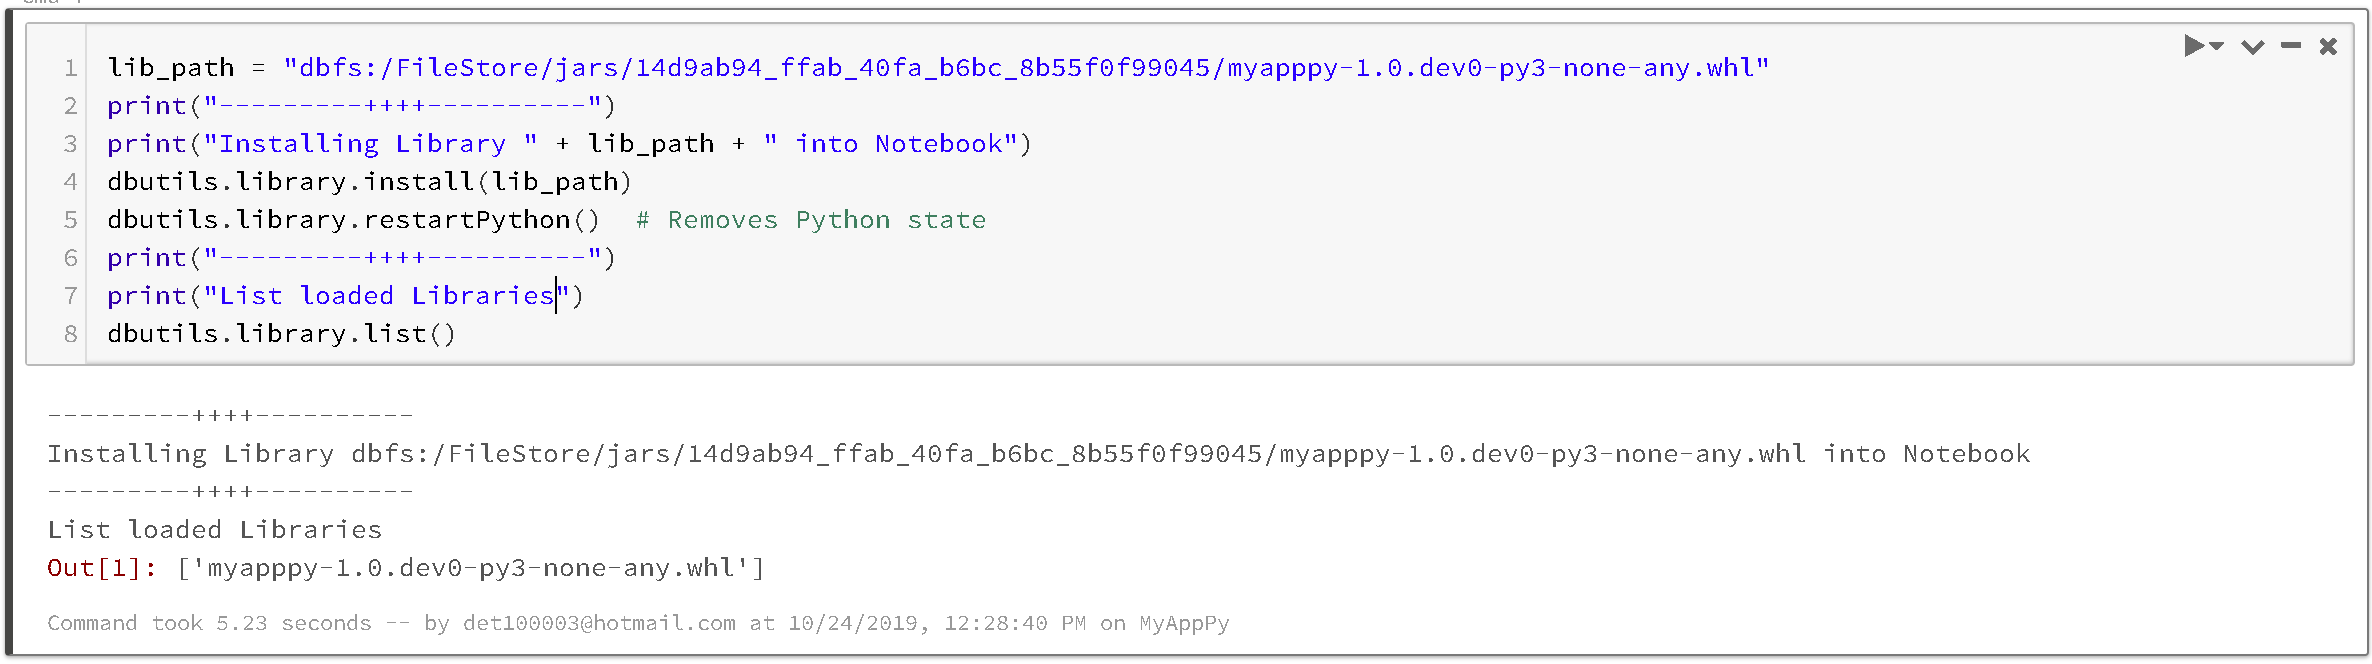 1 lib_path = "dbfs:/FileStore/jars/14d9ab94_ffab_40fa_b6bc_8b55f0f99045/myapppy-1.0.dev0-py3-none-any.whl"
2 print("---------++++----------")
3 print("Installing Library " + lib_path + " into Notebook")
4 dbutils.library.install(lib_path)
5 dbutils.library.restartPython()  # Removes Python state
6 print("---------++++----------")
7 print("List loaded Libraries")
8 dbutils.library.list()
---------++++----------
Installing Library dbfs:/FileStore/jars/14d9ab94_ffab_40fa_b6bc_8b55f0f99045/myapppy-1.0.dev0-py3-none-any.whl into Notebook
---------++++----------
List loaded Libraries
Out[1]: ['myapppy-1.0.dev0-py3-none-any.whl']
Command took 5.23 seconds -- by det100003@hotmail.com at 10/24/2019, 12:28:40 PM on MyAppPy